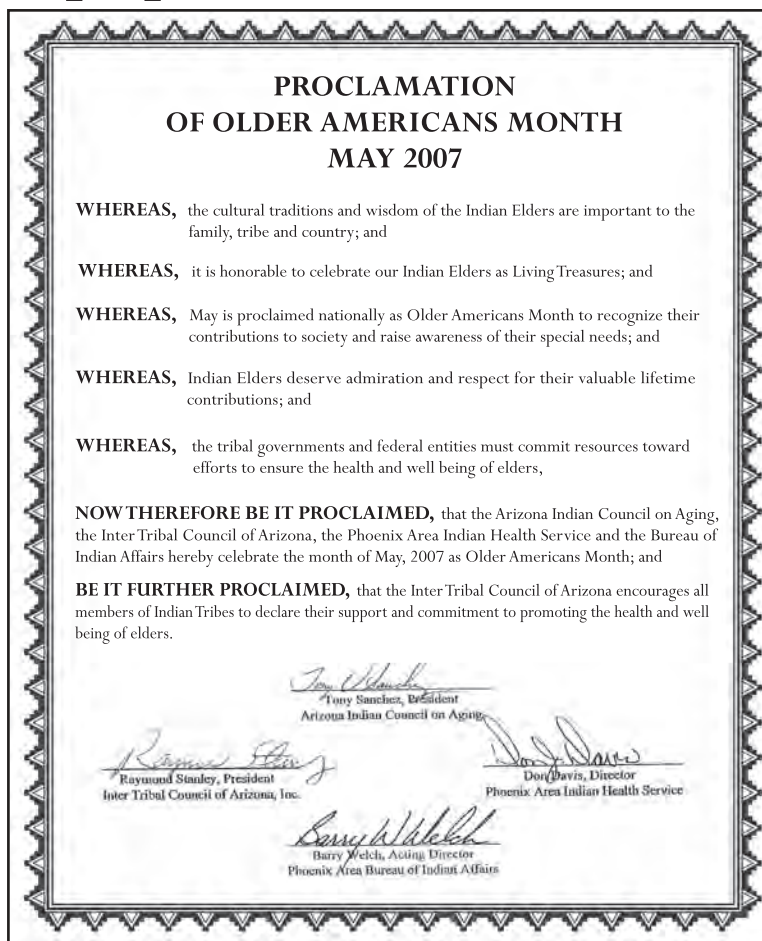 PROCLAMATION
OF OLDER AMERICANS MONTH
MAY 2007
WHEREAS, the cultural traditions and wisdom of the Indian Elders are important to the
family, tribe and country; and
WHEREAS, it is honorable to celebrate our Indian Elders as Living Treasures; and
WHEREAS, May is proclaimed nationally as Older Americans Month to recognize their
contributions to society and raise awareness of their special needs; and
WHEREAS, Indian Elders deserve admiration and respect for their valuable lifetime
contributions; and
WHEREAS, the tribal governments and federal entities must commit resources toward
efforts to ensure the health and well being of elders,
NOW THEREFORE BE IT PROCLAIMED, that the Arizona Indian Council on Aging,
the Inter Tribal Council of Arizona, the Phoenix Area Indian Health Service and the Bureau of
Indian Affairs hereby celebrate the month of May, 2007 as Older Americans Month; and
BE IT FURTHER PROCLAIMED, that the Inter Tribal Council of Arizona encourages all
members of Indian Tribes to declare their support and commitment to promoting the health and well
being of elders.
Tony Sanchez, President
Arizona Indian Council on Aging
Raymond Stanley, President
Inter Tribal Council of Arizona, Inc.
Don J. Davis
Don Davis, Director
Phoenix Area Indian Health Service
Barry W Welch
Barry Welch, Acting Director
Phoenix Area Bureau of Indian Affairs